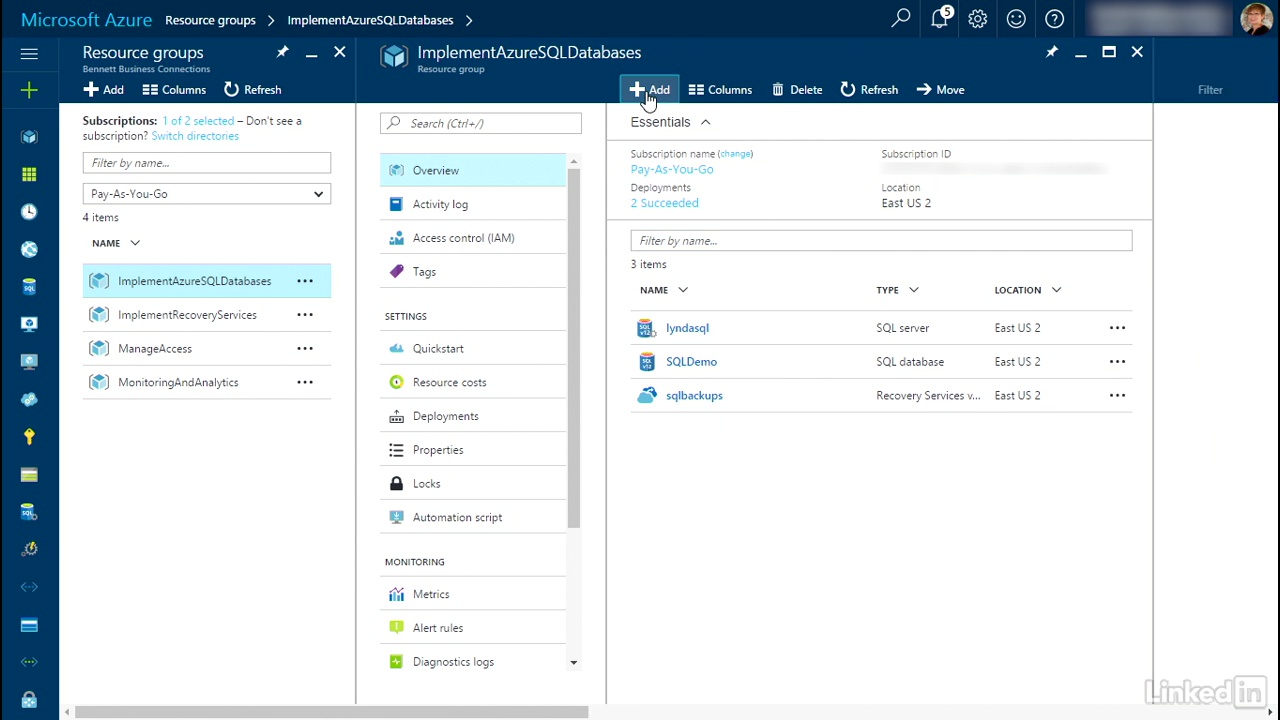 Microsoft Azure Resource groups > ImplementAzureSQLDatabases >
5
Resource groups
Bennett Business Connections
Add Columns Refresh
Subscriptions: 1 of 2 selected – Don't see a
subscription? Switch directories
Filter by name...
Pay-As-You-Go
4 items
NAME
ImplementAzureSQLDatabases ...
ImplementRecoveryServices ...
ManageAccess ...
MonitoringAndAnalytics ...
ImplementAzureSQLDatabases
Resource group
Add Columns Delete Refresh Move
Search (Ctrl+/)
Overview
Activity log
Access control (IAM)
Tags
SETTINGS
Quickstart
Resource costs
Deployments
Properties
Locks
Automation script
MONITORING
Metrics
Alert rules
Diagnostics logs
Essentials
Subscription name (change)
Pay-As-You-Go
Deployments
2 Succeeded
Subscription ID
Location
East US 2
Filter by name...
3 items
NAME TYPE LOCATION
lyndasql SQL server East US 2 ...
SQLDemo SQL database East US 2 ...
sqlbackups Recovery Services v... East US 2 ...
Filter
LinkedIn